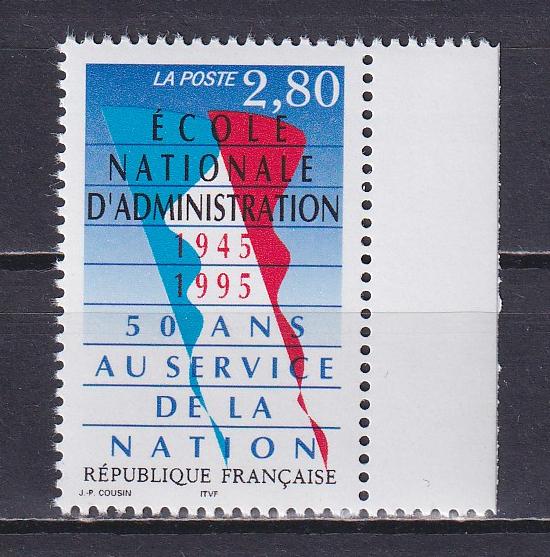 LA POSTE 2,80
ÉCOLE
NATIONALE
D'ADMINISTRATION
1945
1995
50 ANS
AU SERVICE
DE LA
NATION
RÉPUBLIQUE FRANÇAISE
J.-P. COUSIN ITVF